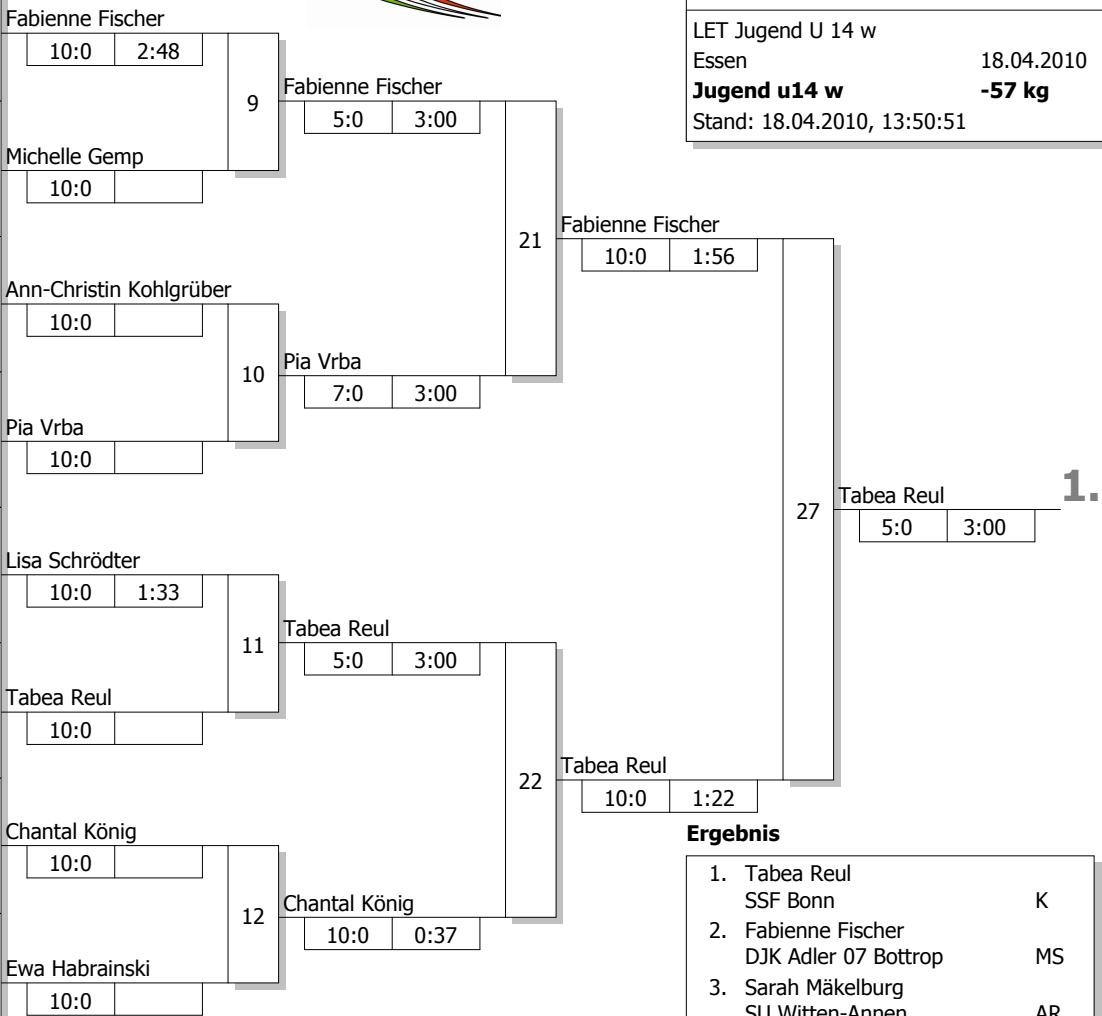 LET Jugend U 14 w
Essen 18.04.2010
Jugend u14 w -57 kg
Stand: 18.04.2010, 13:50:51
Fabienne Fischer
10:0 2:48
9
Michelle Gemp
10:0
Fabienne Fischer
5:0 3:00
Ann-Christin Kohlgrüber
10:0
10
Pia Vrba
10:0
Pia Vrba
7:0 3:00
21
Fabienne Fischer
10:0 1:56
Lisa Schrödter
10:0 1:33
11
Tabea Reul
10:0
Tabea Reul
5:0 3:00
Chantal König
10:0
12
Ewa Habrainski
10:0
Chantal König
10:0 0:37
22
Tabea Reul
10:0 1:22
27
Tabea Reul
5:0 3:00
1.
Ergebnis
1. Tabea Reul
SSF Bonn K
2. Fabienne Fischer
DJK Adler 07 Bottrop MS
3. Sarah Mäkelburg
SU Witten-Annen AR